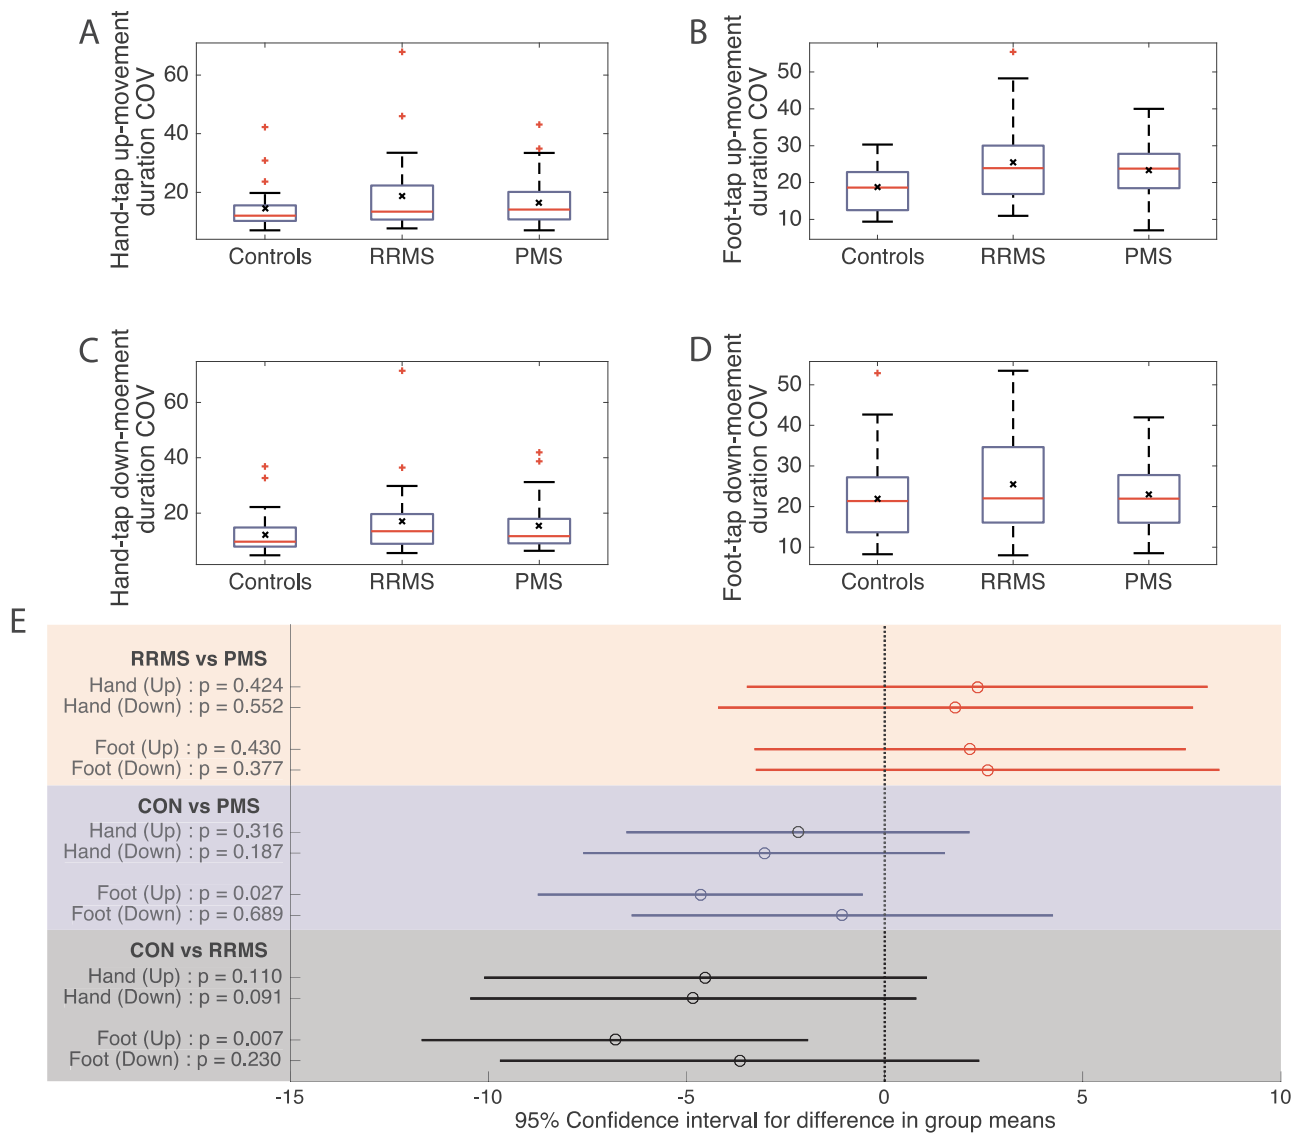 A
Hand-tap up-movement
duration COV
60
40
20
Controls RRMS PMS
B
Foot-tap up-movement
duration COV
50
40
30
20
10
Controls RRMS PMS
C
Hand-tap down-moement
duration COV
60
40
20
Controls RRMS PMS
D
Foot-tap down-moement
duration COV
50
40
30
20
10
Controls RRMS PMS
E
RRMS vs PMS
Hand (Up) : p = 0.424
Hand (Down) : p = 0.552
Foot (Up) : p = 0.430
Foot (Down) : p = 0.377
CON vs PMS
Hand (Up) : p = 0.316
Hand (Down) : p = 0.187
Foot (Up) : p = 0.027
Foot (Down) : p = 0.689
CON vs RRMS
Hand (Up) : p = 0.110
Hand (Down) : p = 0.091
Foot (Up) : p = 0.007
Foot (Down) : p = 0.230
-15 -10 -5 0 5 10
95% Confidence interval for difference in group means